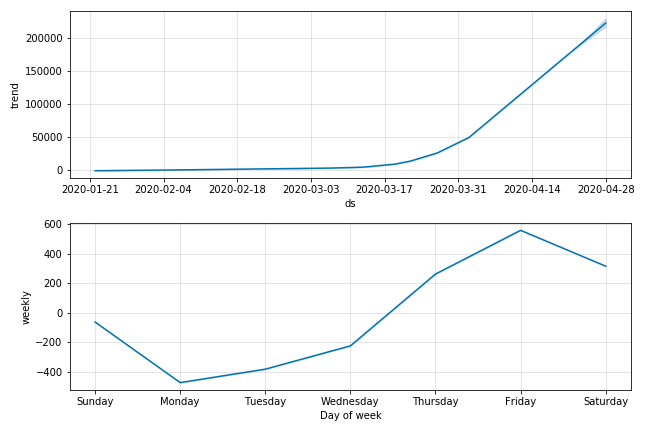 200000
150000
100000
50000
0
trend
2020-01-21 2020-02-04 2020-02-18 2020-03-03 2020-03-17 2020-03-31 2020-04-14 2020-04-28
ds
600
400
200
0
−200
−400
weekly
Sunday Monday Tuesday Wednesday Thursday Friday Saturday
Day of week